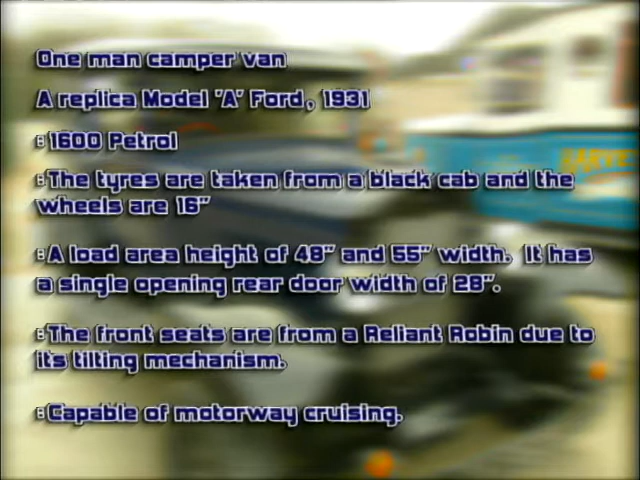 One man camper van
A replica Model "A" Ford, 1931
:1600 Petrol
:The tyres are taken from a black cab and the
wheels are 16"
:A load area height of 48" and 55" width. It has
a single opening rear door width of 28".
:The front seats are from a Reliant Robin due to
its tilting mechanism.
:Capable of motorway cruising.